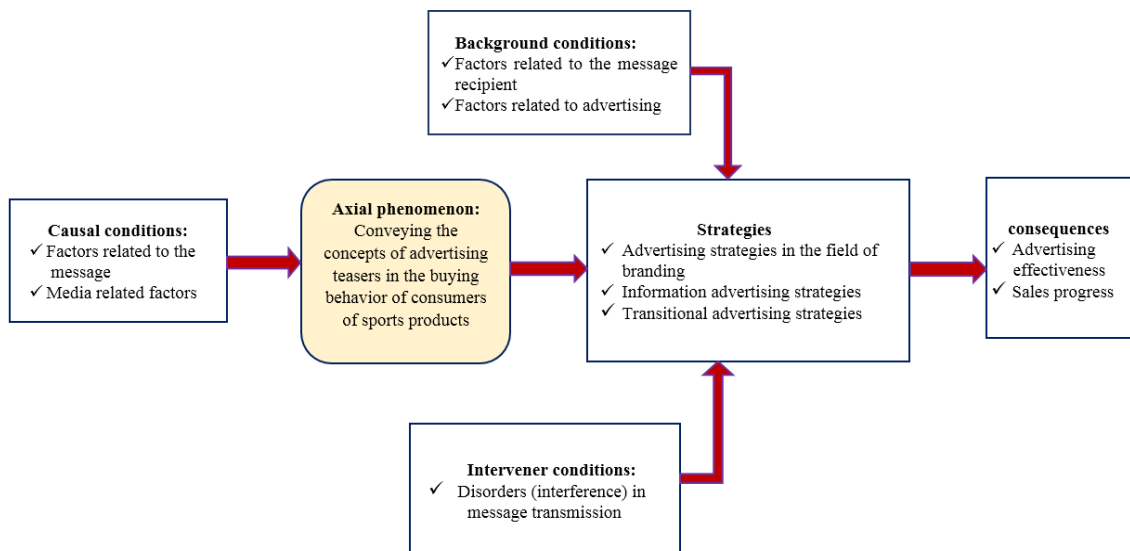 Background conditions:
✓Factors related to the message
recipient
✓Factors related to advertising
Causal conditions:
✓ Factors related to the
message
✓ Media related factors
Axial phenomenon:
Conveying the
concepts of advertising
teasers in the buying
behavior of consumers
of sports products
Strategies
✓ Advertising strategies in the field of
branding
✓ Information advertising strategies
✓ Transitional advertising strategies
consequences
✓ Advertising
effectiveness
✓ Sales progress
Intervener conditions:
✓ Disorders (interference) in
message transmission